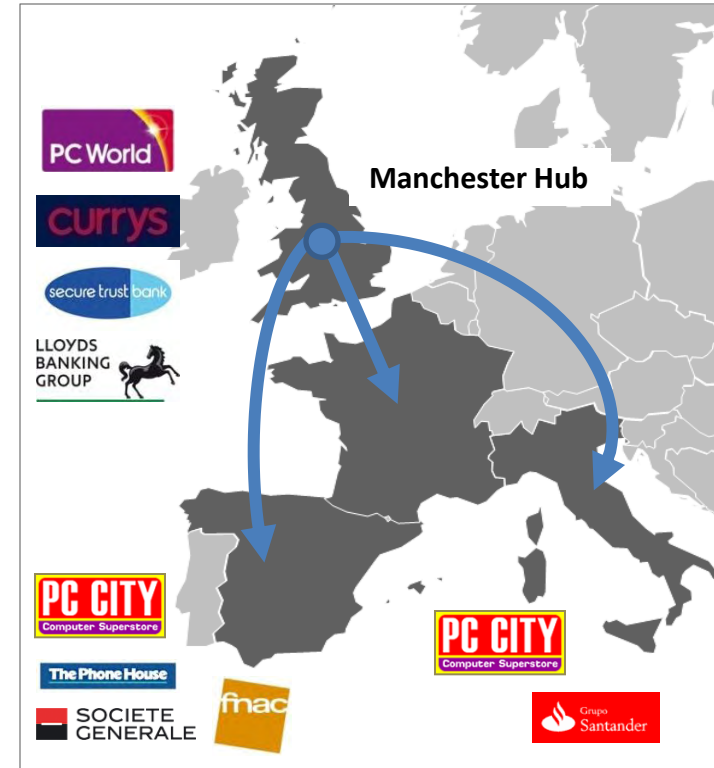 PC World
Manchester Hub
currys
secure trust bank
LLOYDS
BANKING
GROUP
PC CITY
Computer Superstore
PC CITY
Computer Superstore
The Phone House
fnac
SOCIETE
GENERALE
Grupo
Santander